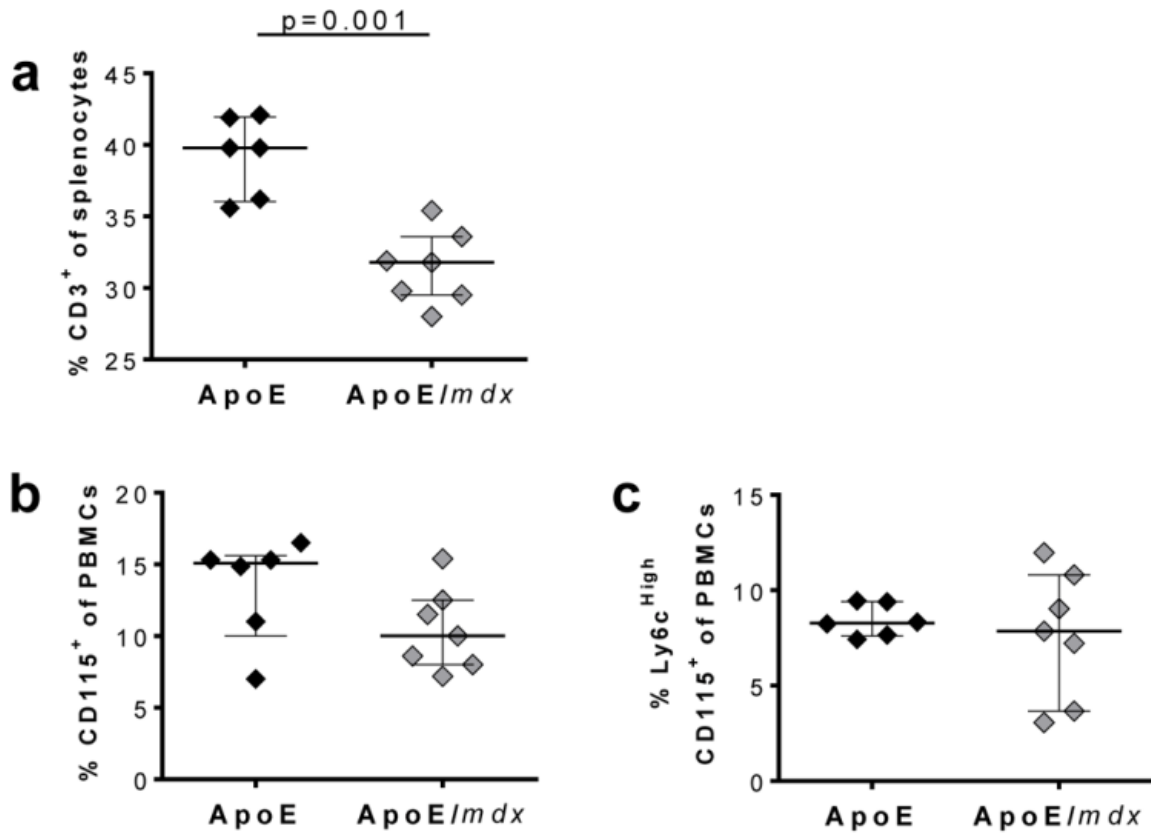 p=0.001
a
% CD3+ of splenocytes
45
40
35
30
25
ApoE ApoE/mdx
b
% CD115+ of PBMCs
20
15
10
5
0
ApoE ApoE/mdx
c
% Ly6cHigh
CD115+ of PBMCs
15
10
5
0
ApoE ApoE/mdx